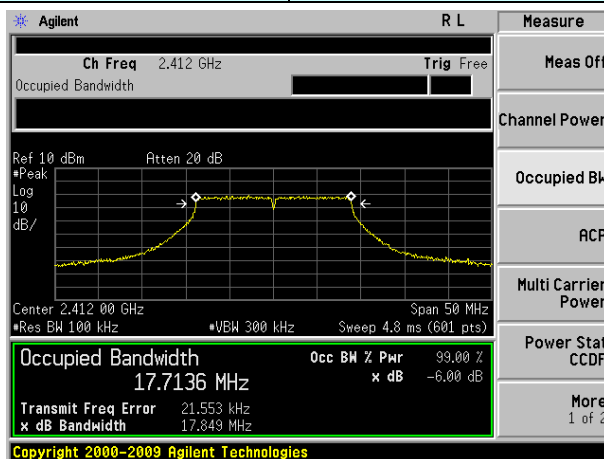 Agilent R L Measure
Ch Freq 2.412 GHz Trig Free
Meas Off
Occupied Bandwidth
Channel Power
Ref 10 dBm Atten 20 dB
#Peak
Log
10
dB/
Occupied BW
ACP
Multi Carrier
Power
Center 2.412 00 GHz Span 50 MHz
#Res BW 100 kHz #VBW 300 kHz Sweep 4.8 ms (601 pts)
Power Stat
CCDF
Occupied Bandwidth Occ BW % Pwr 99.00 %
17.7136 MHz x dB -6.00 dB
Transmit Freq Error 21.553 kHz
x dB Bandwidth 17.849 MHz
More
1 of 2
Copyright 2000-2009 Agilent Technologies